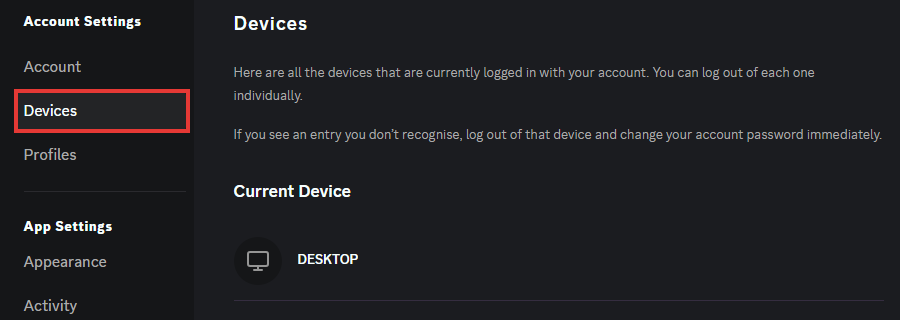 Account Settings
Account
Devices
Profiles
App Settings
Appearance
Activity
Devices
Here are all the devices that are currently logged in with your account. You can log out of each one
individually.
If you see an entry you don't recognise, log out of that device and change your account password immediately.
Current Device
DESKTOP